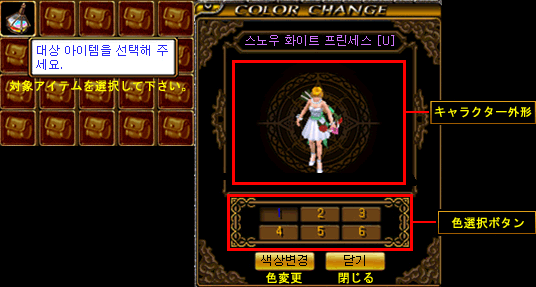 대상 아이템을 선택해 주
세요.
対象アイテムを選択して下さい。
COLOR CHANGE
스노우 화이트 프린세스 [U]
キャラクター外形
1 2 3
4 5 6
色選択ボタン
색상변경 닫기
色変更 閉じる